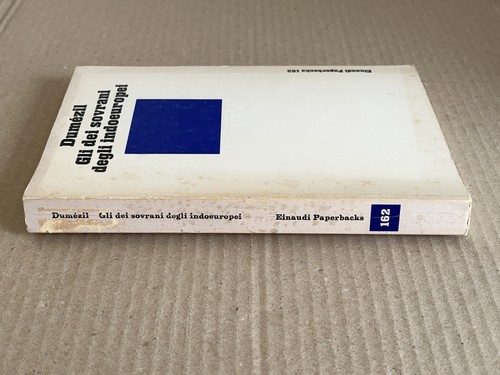 Dumézil
Gli dei sovrani
degli indoeuropei
Einaudi Paperbacks 162
Dumézil Gli dei sovrani degli indoeuropei Einaudi Paperbacks 162